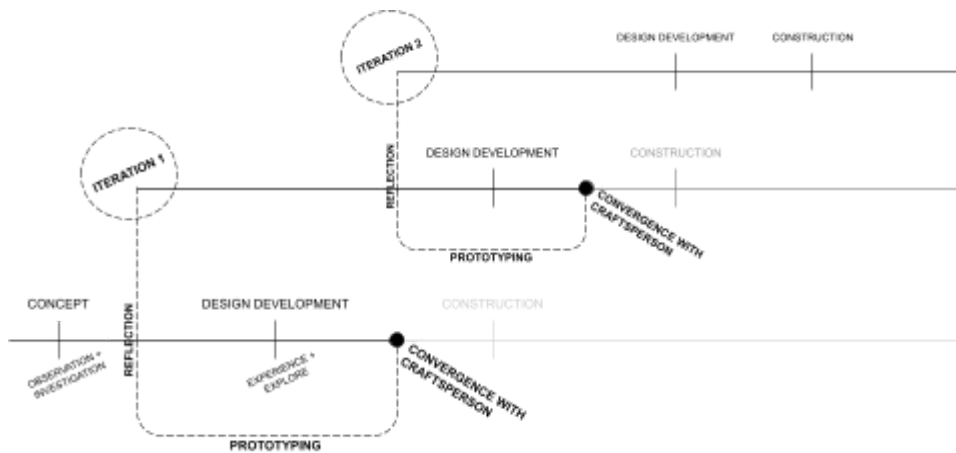 ITERATION 2
DESIGN DEVELOPMENT
CONSTRUCTION
ITERATION 1
REFLECTION
DESIGN DEVELOPMENT
CONSTRUCTION
CONVERGENCE WITH
CRAFTSPERSON
PROTOTYPING
CONCEPT
OBSERVATION +
INVESTIGATION
REFLECTION
DESIGN DEVELOPMENT
EXPERIENCE +
EXPLORE
CONSTRUCTION
CONVERGENCE WITH
CRAFTSPERSON
PROTOTYPING